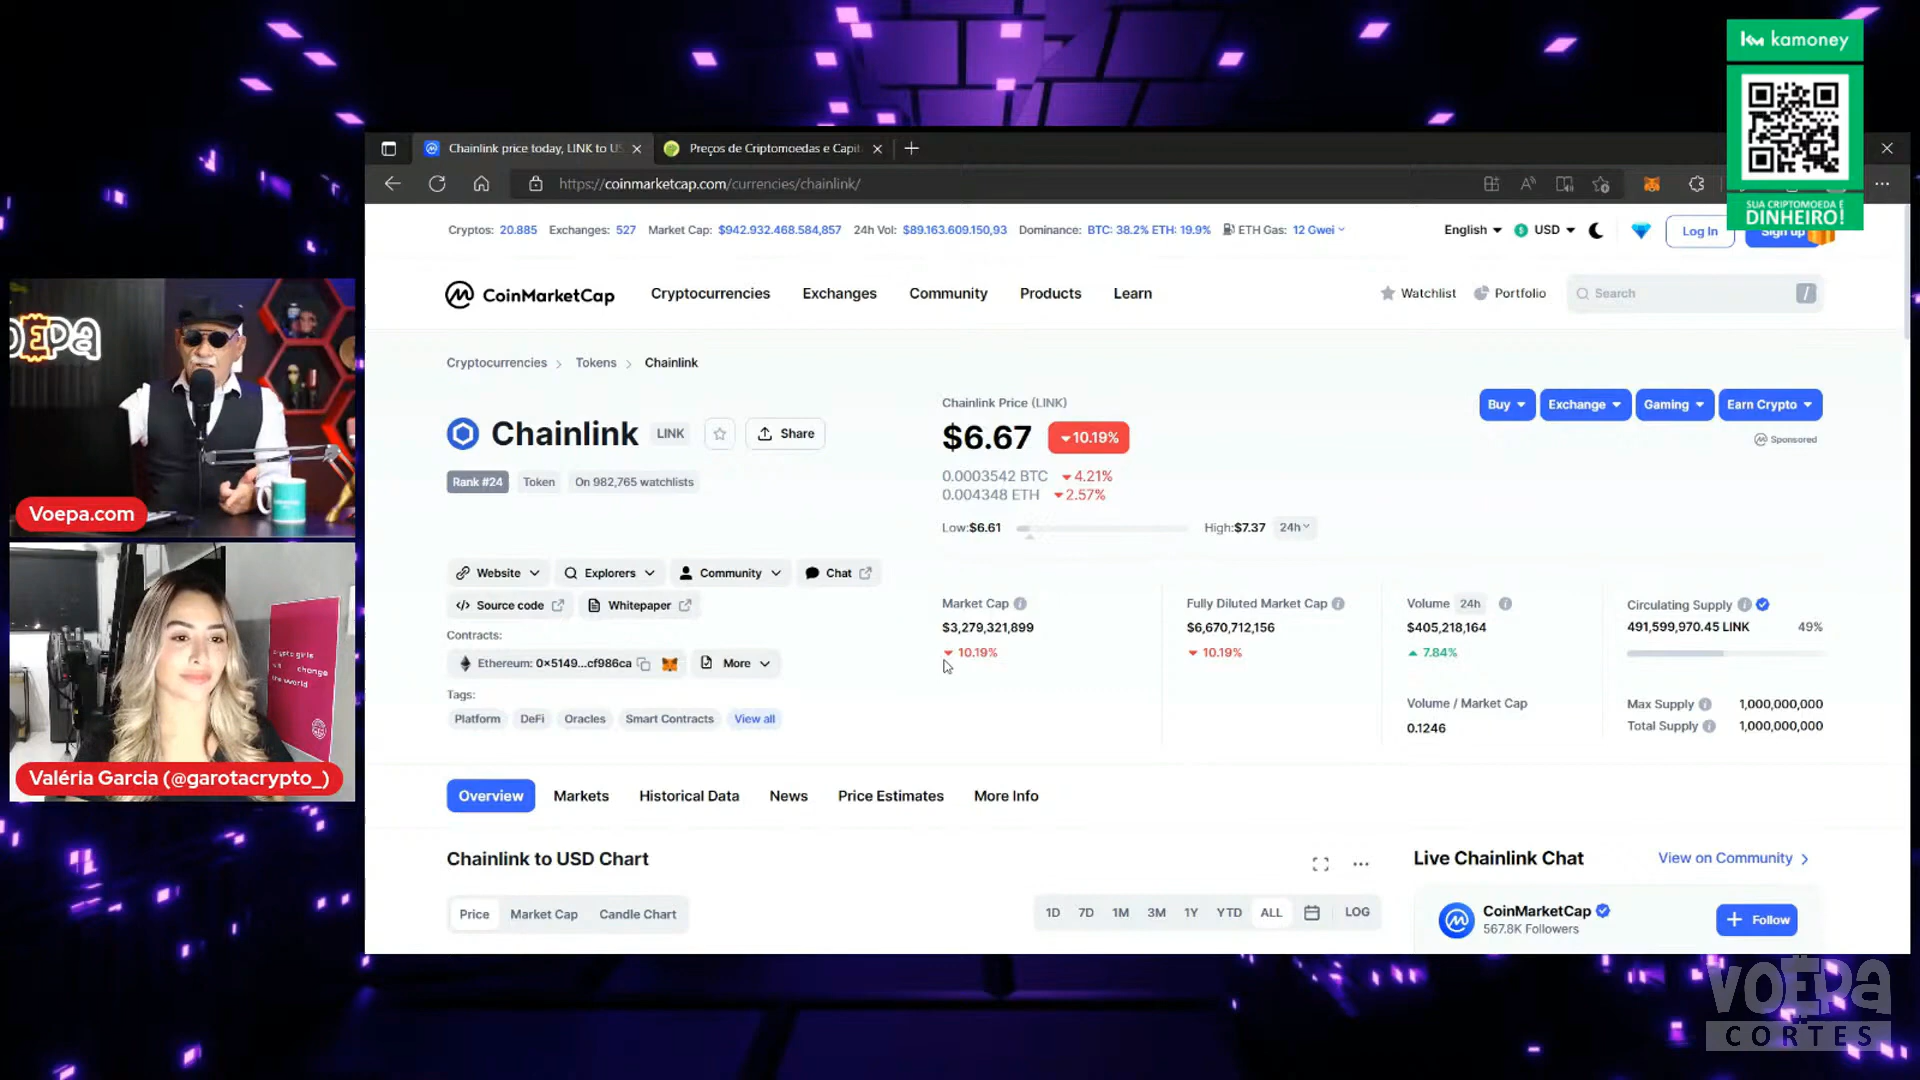 kamoney
SUA CRIPTOMOEDA É
DINHEIRO!
Chainlink price today, LINK to US
Preços de Criptomoedas e Capit
https://coinmarketcap.com/currencies/chainlink/
Cryptos: 20.885 Exchanges: 527 Market Cap: $942.932.468.584,857 24h Vol: $89.163.609.150,93 Dominance: BTC: 38.2% ETH: 19.9% ETH Gas: 12 Gwei
English USD Log In Sign up
CoinMarketCap Cryptocurrencies Exchanges Community Products Learn Watchlist Portfolio Search /
Cryptocurrencies > Tokens > Chainlink
Chainlink LINK Share
Rank #24 Token On 982,765 watchlists
Chainlink Price (LINK)
$6.67 10.19%
0.0003542 BTC 4.21%
0.004348 ETH 2.57%
Low:$6.61 High:$7.37 24h
Buy Exchange Gaming Earn Crypto
Sponsored
Website Explorers Community Chat
Source code Whitepaper
Contracts:
Ethereum: 0x5149...cf986ca More
Tags:
Platform DeFi Oracles Smart Contracts View all
Market Cap
$3,279,321,899
10.19%
Fully Diluted Market Cap
$6,670,712,156
10.19%
Volume 24h
$405,218,164
7.84%
Volume / Market Cap
0.1246
Circulating Supply
491,599,970.45 LINK 49%
Max Supply 1,000,000,000
Total Supply 1,000,000,000
Overview Markets Historical Data News Price Estimates More Info
Chainlink to USD Chart
Price Market Cap Candle Chart
1D 7D 1M 3M 1Y YTD ALL LOG
Live Chainlink Chat View on Community
CoinMarketCap
567.8K Followers
Follow
OEPA
Voepa.com
Crypto girls
will change
the world
Valéria Garcia (@garotacrypto_)
VOEPA
CORTES